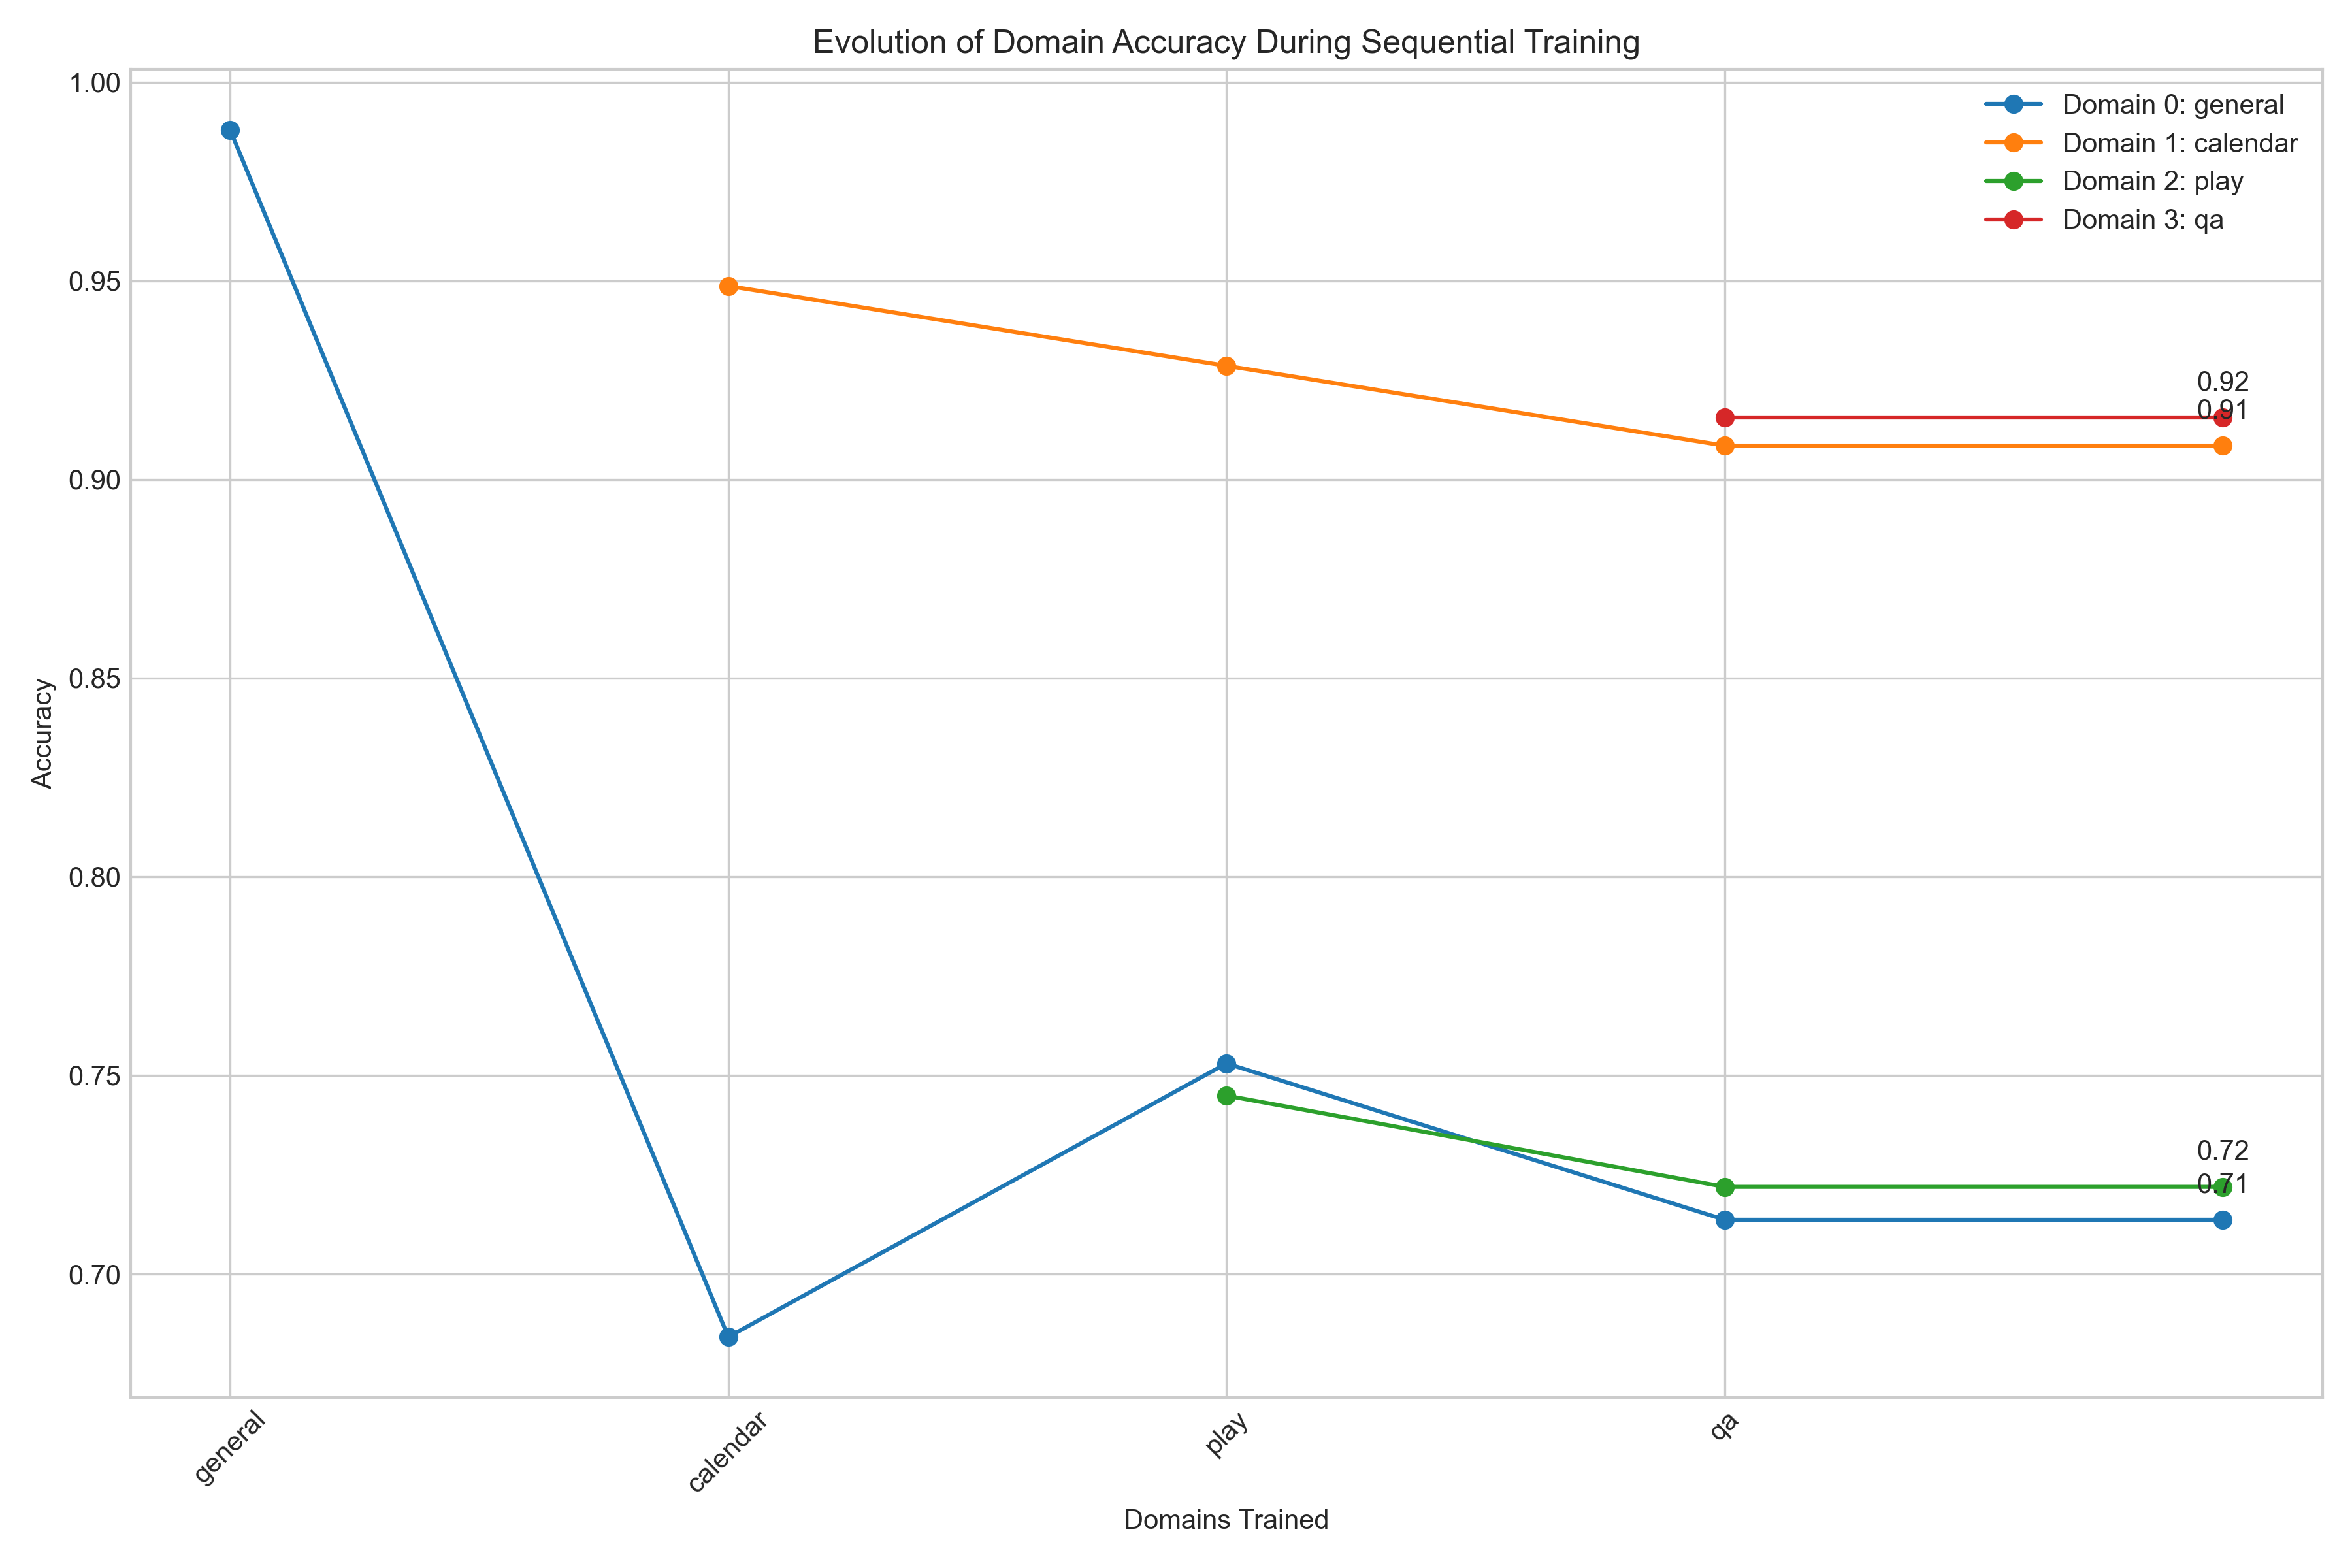 Evolution of Domain Accuracy During Sequential Training
Domain 0: general
Domain 1: calendar
Domain 2: play
Domain 3: qa
Accuracy
1.00
0.95
0.90
0.85
0.80
0.75
0.70
0.92
0.91
0.72
0.71
general
calendar
play
qa
Domains Trained